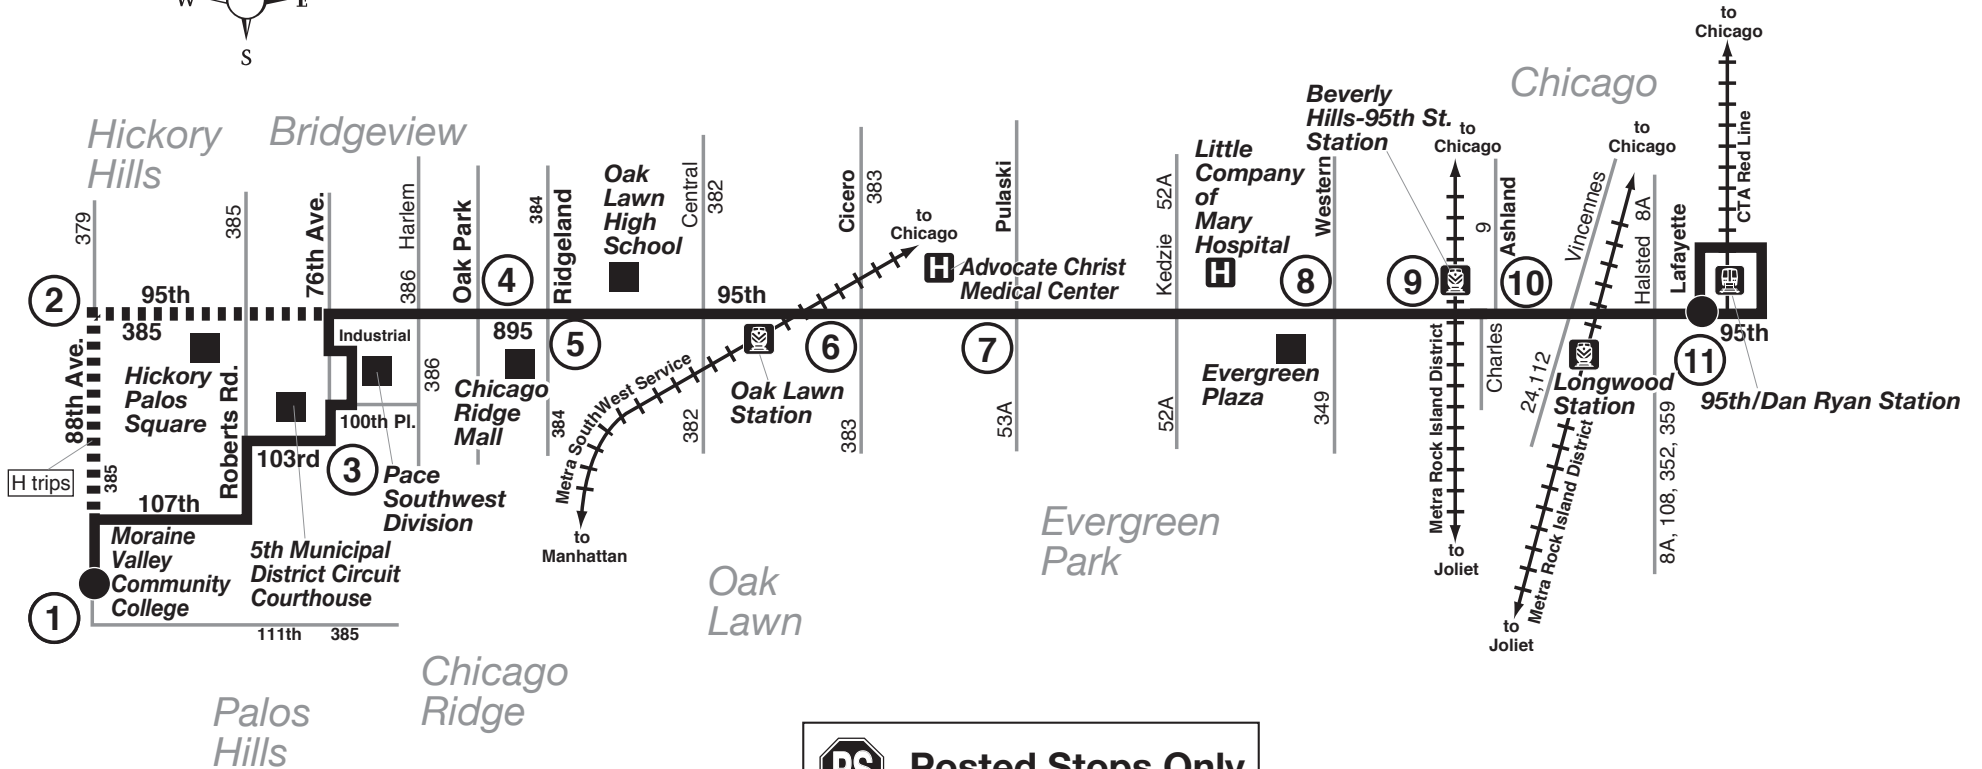 W
E
S
to
Chicago
CTA Red Line
Hickory
Hills
Bridgeview
Chicago
379
385
76th Ave.
386 Harlem
Oak Park
4
384
Ridgeland
Oak
Lawn
High
School
Central
382
Cicero
383
to
Chicago
Pulaski
Advocate Christ
Medical Center
H
Kedzie 52A
Little
Company
of
Mary
Hospital
H
Beverly
Hills-95th St.
Station
Western
8
9
to
Chicago
9
Ashland
10
Vincennes
to
Chicago
Halsted 8A
Lafayette
2
95th
385
Industrial
895
5
95th
6
7
11
95th
88th Ave.
Hickory
Palos
Square
Roberts Rd.
386
100th Pl.
Chicago
Ridge
Mall
384
Metra SouthWest Service
Oak Lawn
Station
382
383
53A
52A
Evergreen
Plaza
349
Metra Rock Island District
Charles
24,112
Longwood
Station
95th/Dan Ryan Station
H trips
385
103rd
3
Pace
Southwest
Division
107th
Moraine
Valley
Community
College
1
5th Municipal
District Circuit
Courthouse
111th 385
to
Manhattan
to
Joliet
Metra Rock Island District
to
Joliet
8A, 108, 352, 359
Evergreen
Park
Oak
Lawn
Chicago
Ridge
Palos
Hills
PS
Posted Stops Only